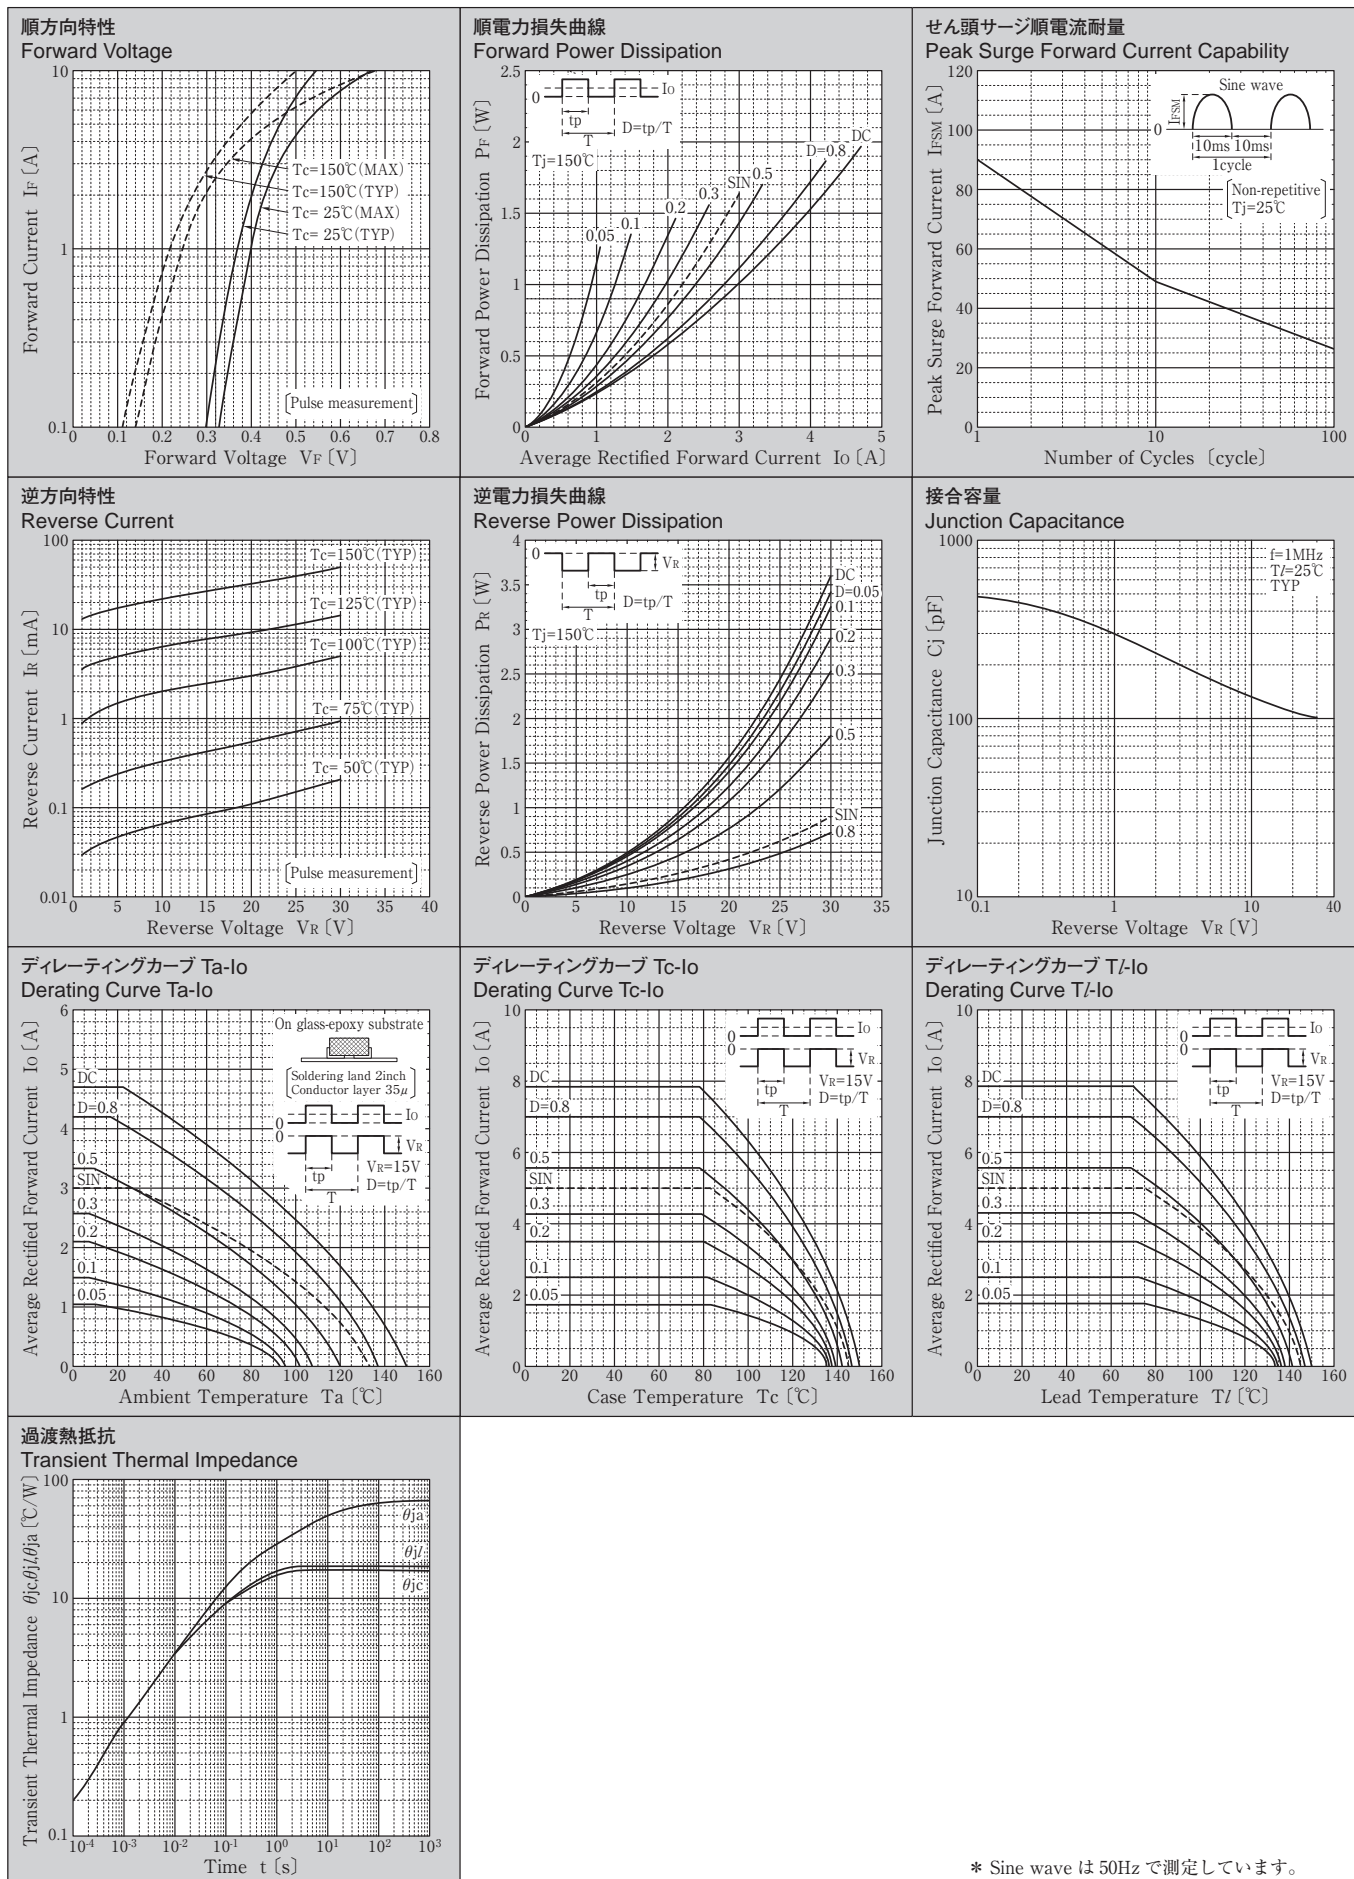 順方向特性
Forward Voltage
Forward Current IF〔A〕
10
1
0.1
0 0.1 0.2 0.3 0.4 0.5 0.6 0.7 0.8
Forward Voltage VF〔V〕
Tc=150℃(MAX)
Tc=150℃(TYP)
Tc= 25℃(MAX)
Tc= 25℃(TYP)
〔Pulse measurement〕
順電力損失曲線
Forward Power Dissipation
Forward Power Dissipation PF〔W〕
2.5
2
1.5
1
0.5
0
0 1 2 3 4 5
Average Rectified Forward Current Io〔A〕
0
Io
tp
T
D=tp/T
Tj=150℃
DC
D=0.8
0.5
SIN
0.3
0.2
0.1
0.05
せん頭サージ順電流耐量
Peak Surge Forward Current Capability
Peak Surge Forward Current IFSM〔A〕
120
100
80
60
40
20
0
1 10 100
Number of Cycles 〔cycle〕
Sine wave
IFSM
0
10ms 10ms
1cycle
〔Non-repetitive
Tj=25℃〕
逆方向特性
Reverse Current
Reverse Current IR〔mA〕
100
10
1
0.1
0.01
0 5 10 15 20 25 30 35 40
Reverse Voltage VR〔V〕
Tc=150℃(TYP)
Tc=125℃(TYP)
Tc=100℃(TYP)
Tc= 75℃(TYP)
Tc= 50℃(TYP)
〔Pulse measurement〕
逆電力損失曲線
Reverse Power Dissipation
Reverse Power Dissipation PR〔W〕
4
3.5
3
2.5
2
1.5
1
0.5
0
0 5 10 15 20 25 30 35
Reverse Voltage VR〔V〕
0
VR
tp
T
D=tp/T
Tj=150℃
DC
D=0.05
0.1
0.2
0.3
0.5
SIN
0.8
接合容量
Junction Capacitance
Junction Capacitance Cj〔pF〕
1000
100
10
0.1 1 10 40
Reverse Voltage VR〔V〕
f=1MHz
Tl=25℃
TYP
ディレーティングカーブ Ta-Io
Derating Curve Ta-Io
Average Rectified Forward Current Io〔A〕
6
5
4
3
2
1
0
0 20 40 60 80 100 120 140 160
Ambient Temperature Ta〔℃〕
On glass-epoxy substrate
〔Soldering land 2inch
Conductor layer 35μ〕
0
Io
0
VR
tp
T
VR=15V
D=tp/T
DC
D=0.8
0.5
SIN
0.3
0.2
0.1
0.05
ディレーティングカーブ Tc-Io
Derating Curve Tc-Io
Average Rectified Forward Current Io〔A〕
10
8
6
4
2
0
0 20 40 60 80 100 120 140 160
Case Temperature Tc〔℃〕
0
Io
0
VR
tp
T
VR=15V
D=tp/T
DC
D=0.8
0.5
SIN
0.3
0.2
0.1
0.05
ディレーティングカーブ Tl-Io
Derating Curve Tl-Io
Average Rectified Forward Current Io〔A〕
10
8
6
4
2
0
0 20 40 60 80 100 120 140 160
Lead Temperature Tl〔℃〕
0
Io
0
VR
tp
T
VR=15V
D=tp/T
DC
D=0.8
0.5
SIN
0.3
0.2
0.1
0.05
過渡熱抵抗
Transient Thermal Impedance
Transient Thermal Impedance θjc,θjl,θja〔℃/W〕
100
10
1
0.1
10⁻⁴ 10⁻³ 10⁻² 10⁻¹ 10⁰ 10¹ 10² 10³
Time t〔s〕
θja
θjl
θjc
＊ Sine wave は 50Hz で測定しています。